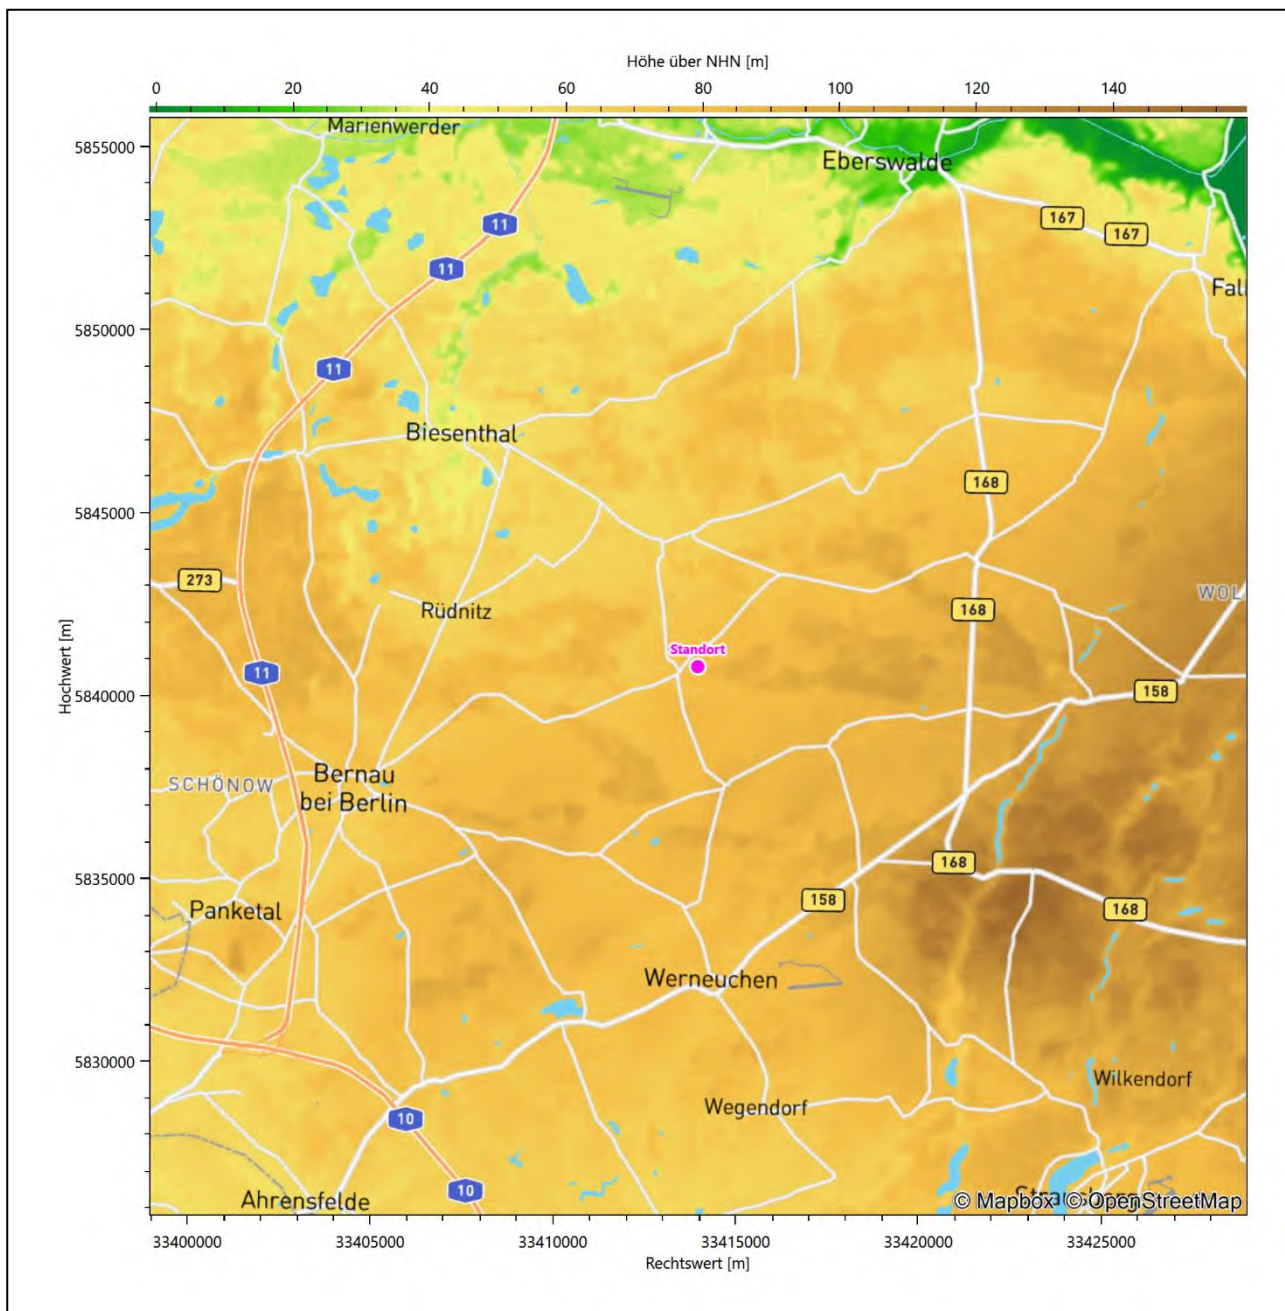 Höhe über NHN [m]
0 20 40 60 80 100 120 140
5855000
Marienwerder
Eberswalde
11
167
167
11
Fal
5850000
11
Biesenthal
168
5845000
273
Rüdnitz
168
WOL
Standort
11
158
5840000
Hochwert [m]
SCHÖNOW
Bernau
bei Berlin
168
5835000
158
168
Panketal
Werneuchen
5830000
Wilkendorf
Wegendorf
10
10
Ahrensfelde
© Mapbox © OpenStreetMap
33400000 33405000 33410000 33415000 33420000 33425000
Rechtswert [m]